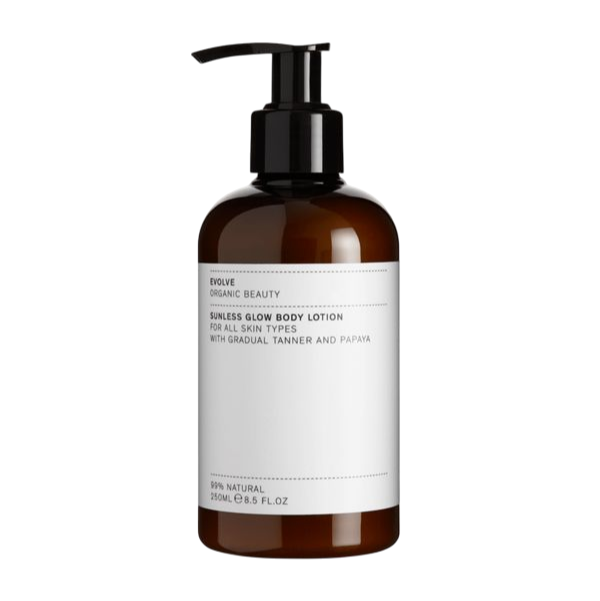 EVOLVE
ORGANIC BEAUTY
SUNLESS GLOW BODY LOTION
FOR ALL SKIN TYPES
WITH GRADUAL TANNER AND PAPAYA
99% NATURAL
250ML ℮ 8.5 FL.OZ